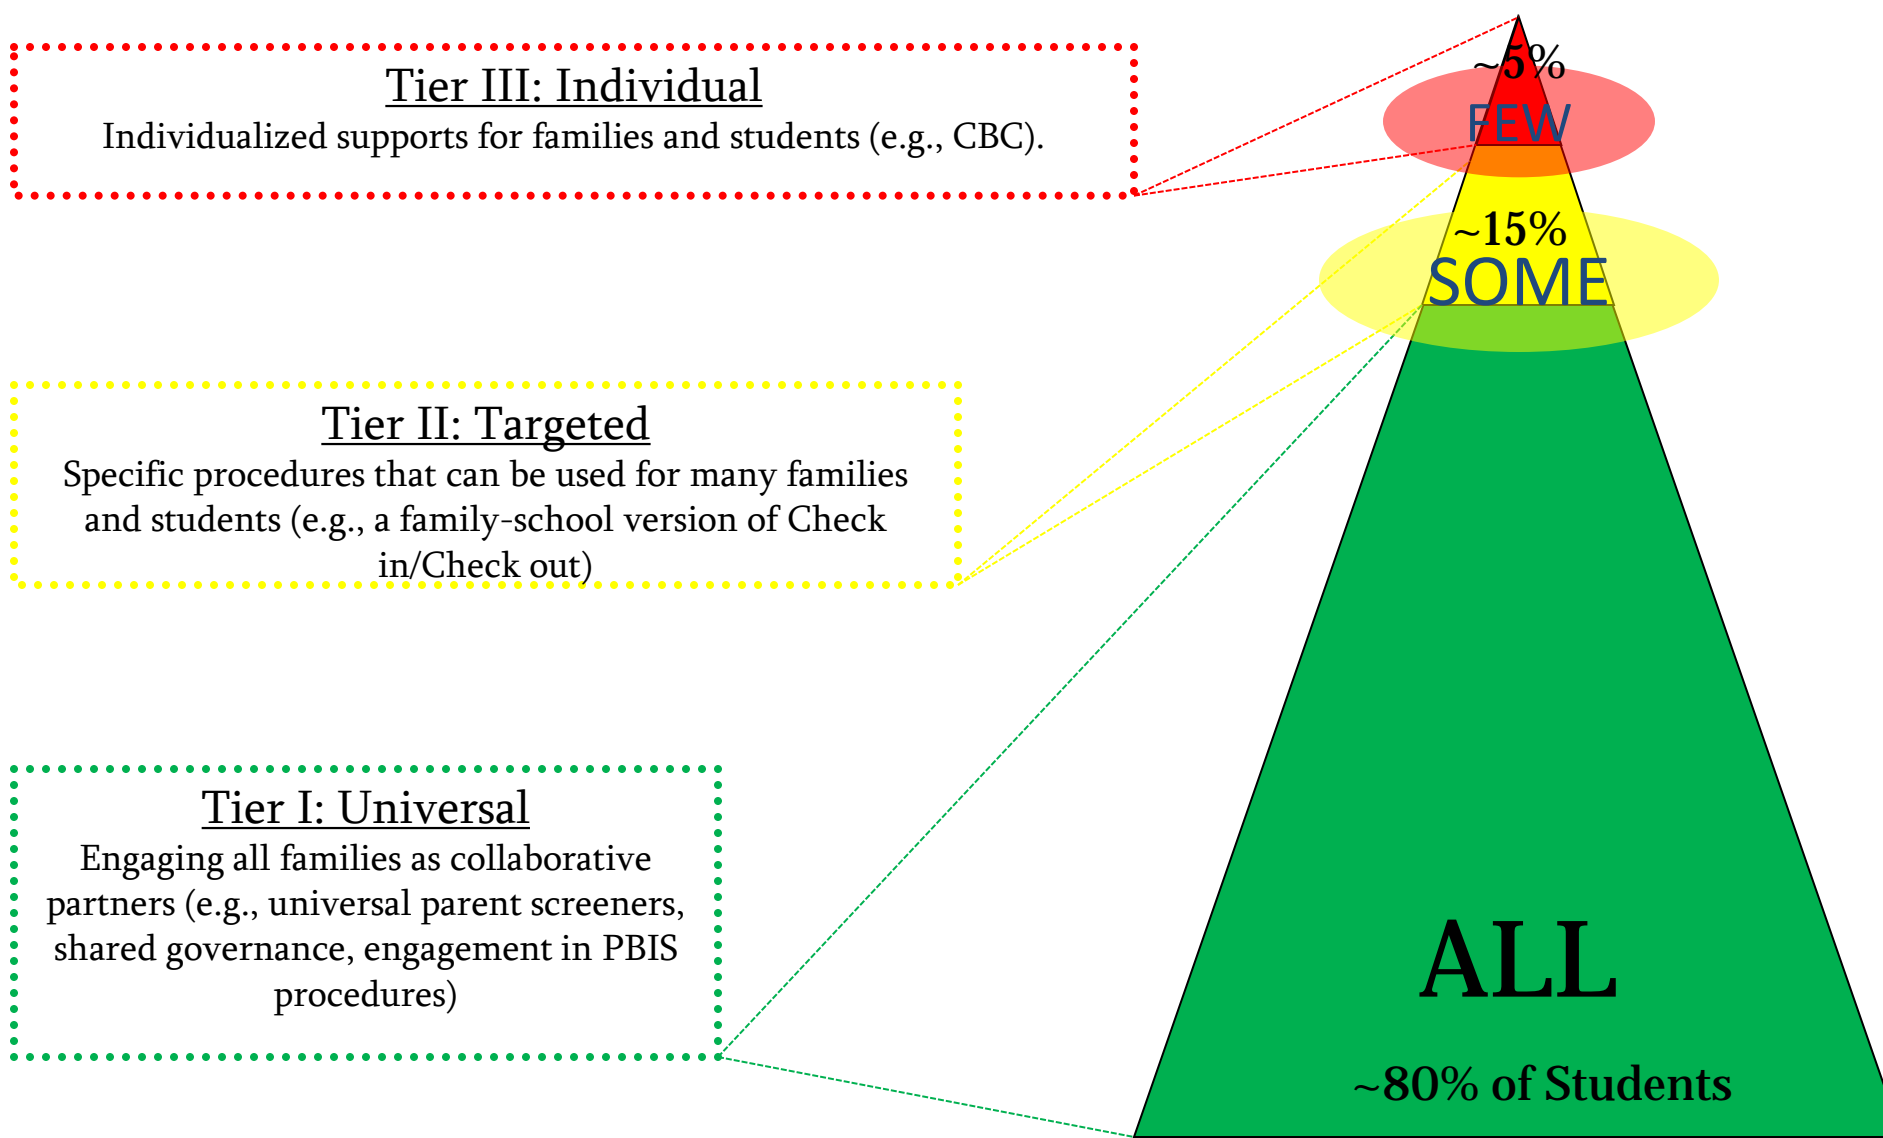 Tier III: Individual
Individualized supports for families and students (e.g., CBC).
~5%
FEW
~15%
SOME
Tier II: Targeted
Specific procedures that can be used for many families
and students (e.g., a family-school version of Check
in/Check out)
Tier I: Universal
Engaging all families as collaborative
partners (e.g., universal parent screeners,
shared governance, engagement in PBIS
procedures)
ALL
~80% of Students